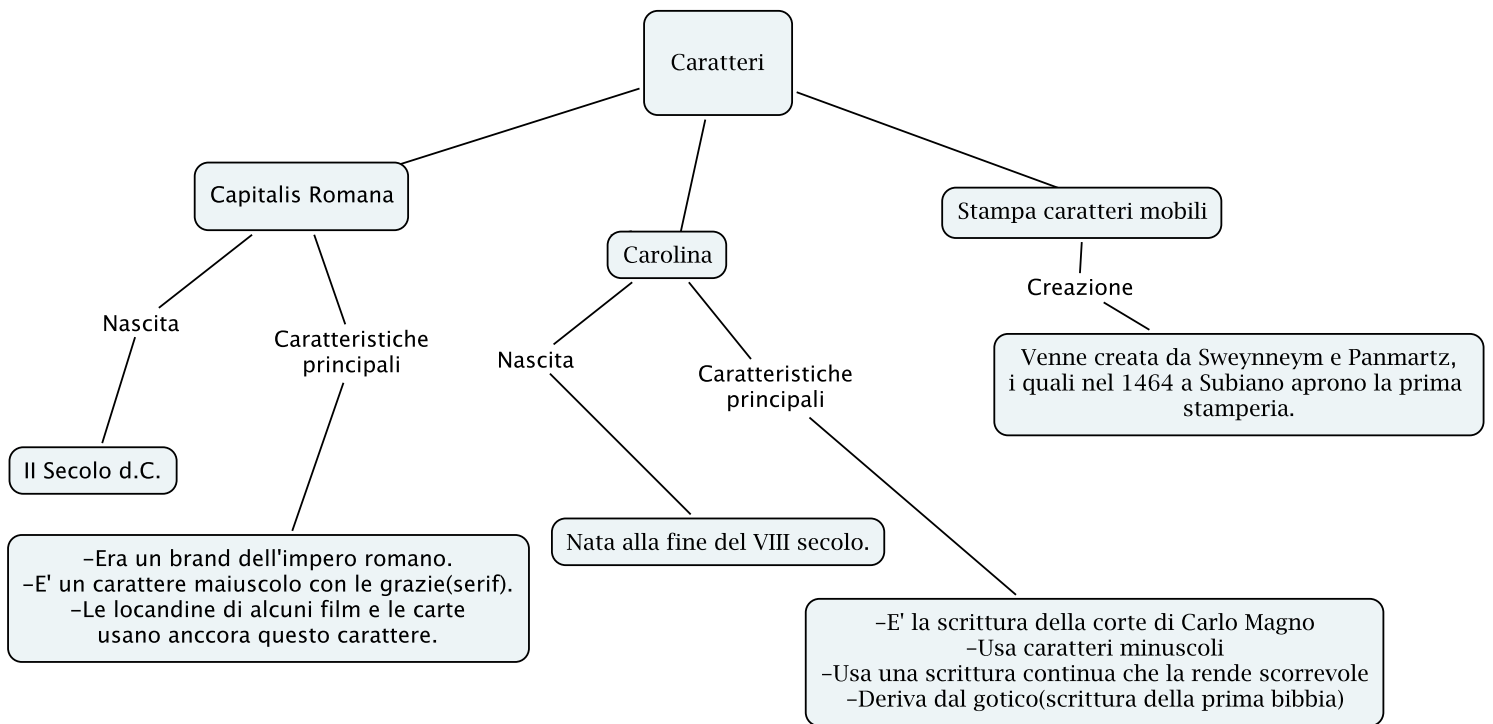 Caratteri
Capitalis Romana
Nascita
II Secolo d.C.
Caratteristiche
principali
-Era un brand dell'impero romano.
-E' un carattere maiuscolo con le grazie(serif).
-Le locandine di alcuni film e le carte
usano anccora questo carattere.
Carolina
Nascita
Nata alla fine del VIII secolo.
Caratteristiche
principali
-E' la scrittura della corte di Carlo Magno
-Usa caratteri minuscoli
-Usa una scrittura continua che la rende scorrevole
-Deriva dal gotico(scrittura della prima bibbia)
Stampa caratteri mobili
Creazione
Venne creata da Sweynneym e Panmartz,
i quali nel 1464 a Subiano aprono la prima
stamperia.